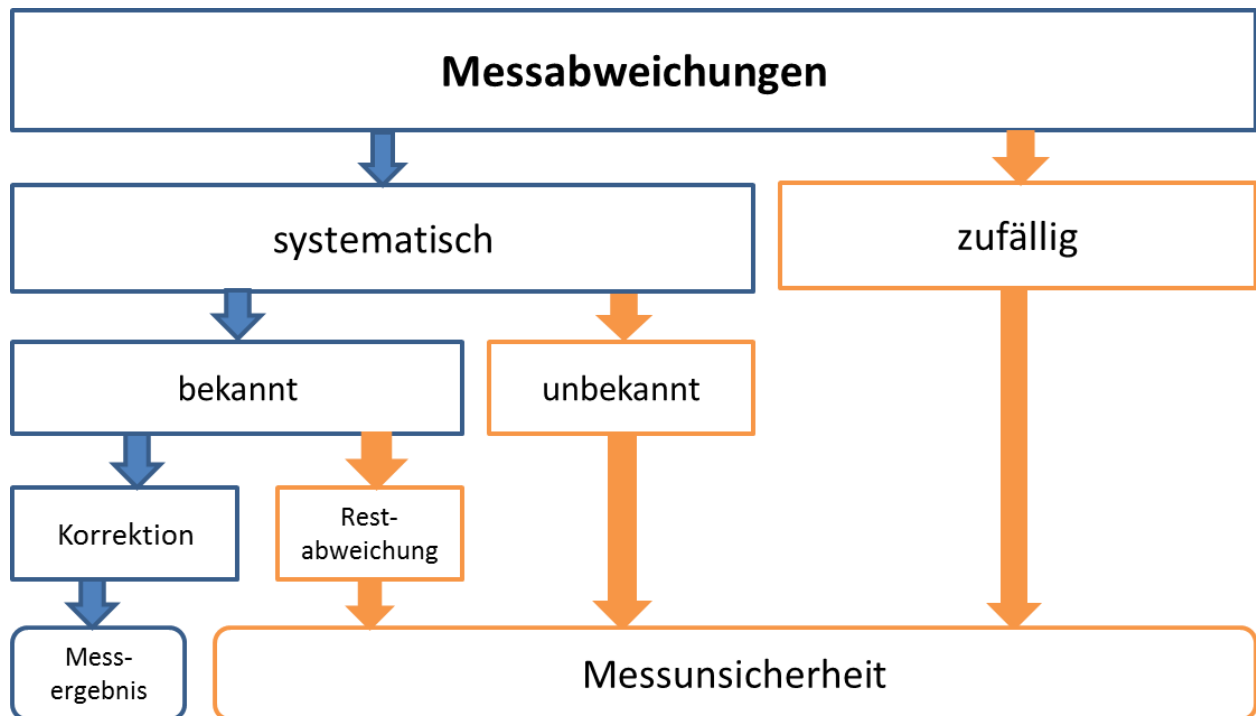 Messabweichungen
systematisch
zufällig
bekannt
unbekannt
Korrektion
Rest-
abweichung
Mess-
ergebnis
Messunsicherheit